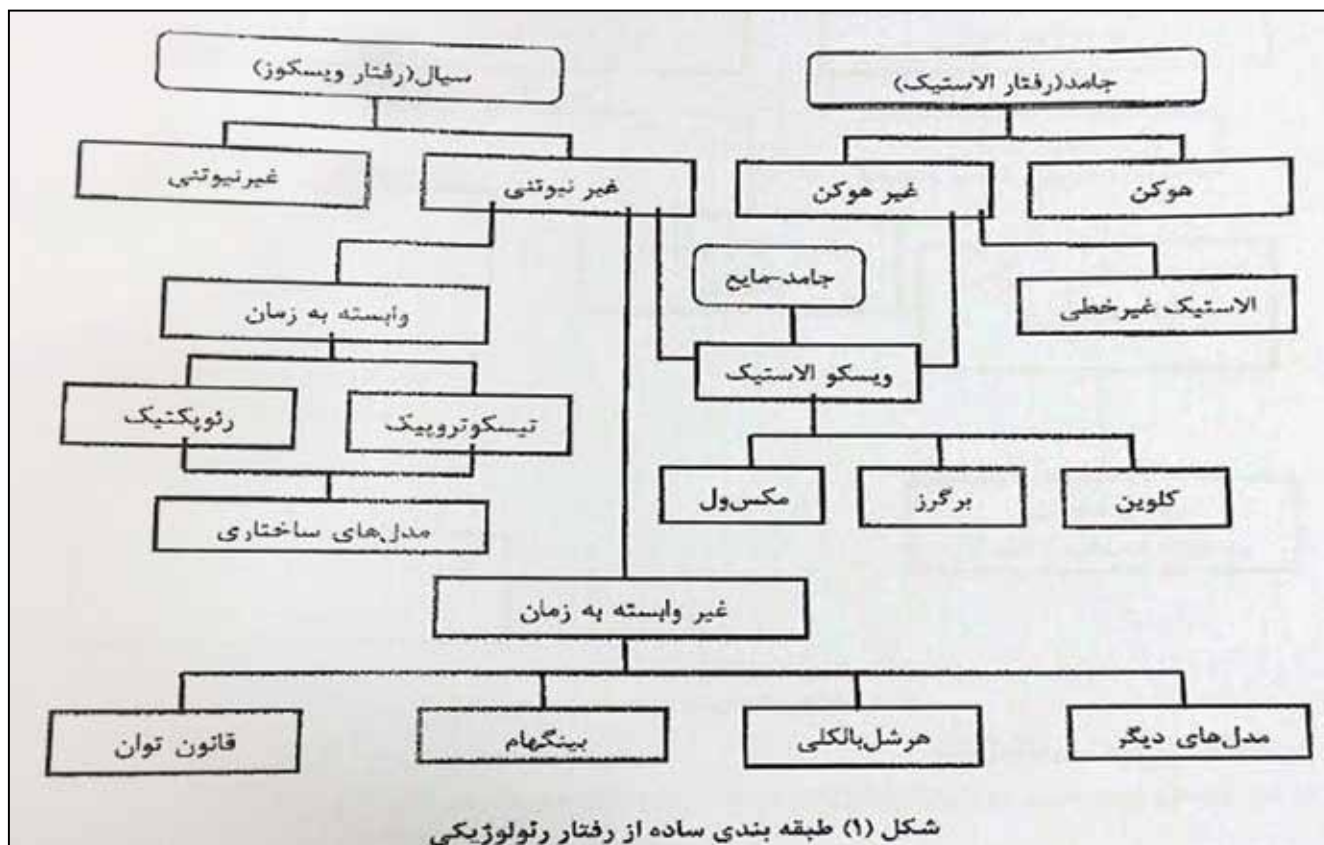 جامد(رفتار الاستیک)
سیال(رفتار ویسکوز)
هوکن
غیر هوکن
غیر نیوتنی
غیرنیوتنی
جامد-مایع
الاستیک غیرخطی
وابسته به زمان
ویسکو الاستیک
تیسکوتروپیک
رئوپکتیک
کلوین
برگرز
مکس‌ول
مدل‌های ساختاری
غیر وابسته به زمان
مدل‌های دیگر
هرشل‌بالکلی
بینگهام
قانون توان
شکل (۱) طبقه بندی ساده از رفتار رئولوژیکی